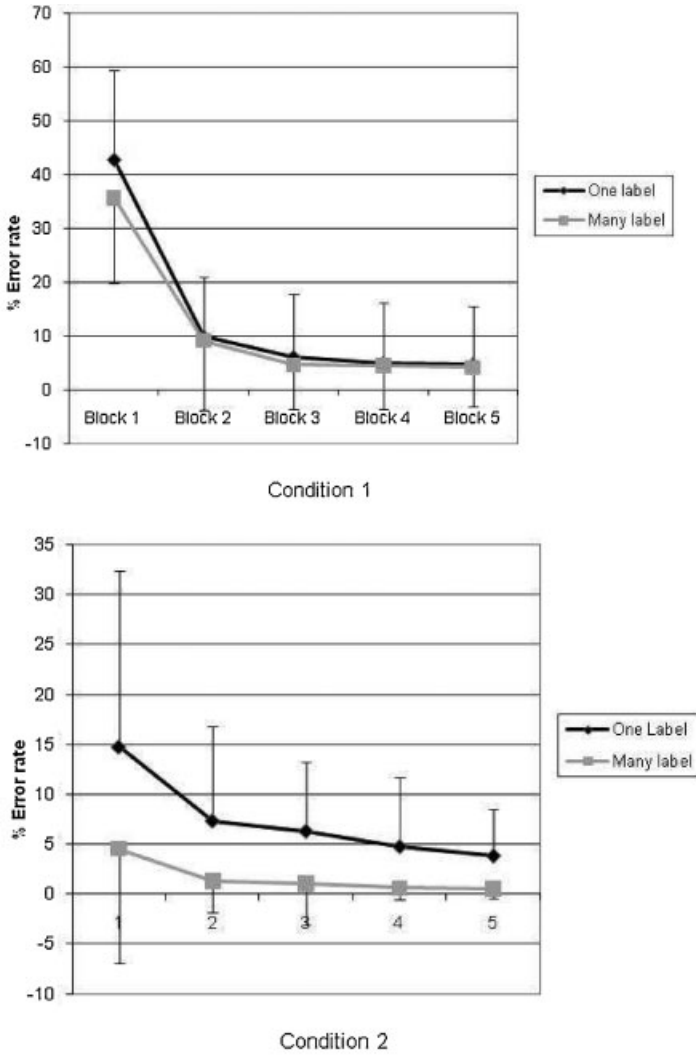 70
60
50
40
30
20
10
0
-10
% Error rate
Block 1 Block 2 Block 3 Block 4 Block 5
One label
Many label
Condition 1
35
30
25
20
15
10
5
0
-5
-10
% Error rate
1 2 3 4 5
One Label
Many label
Condition 2